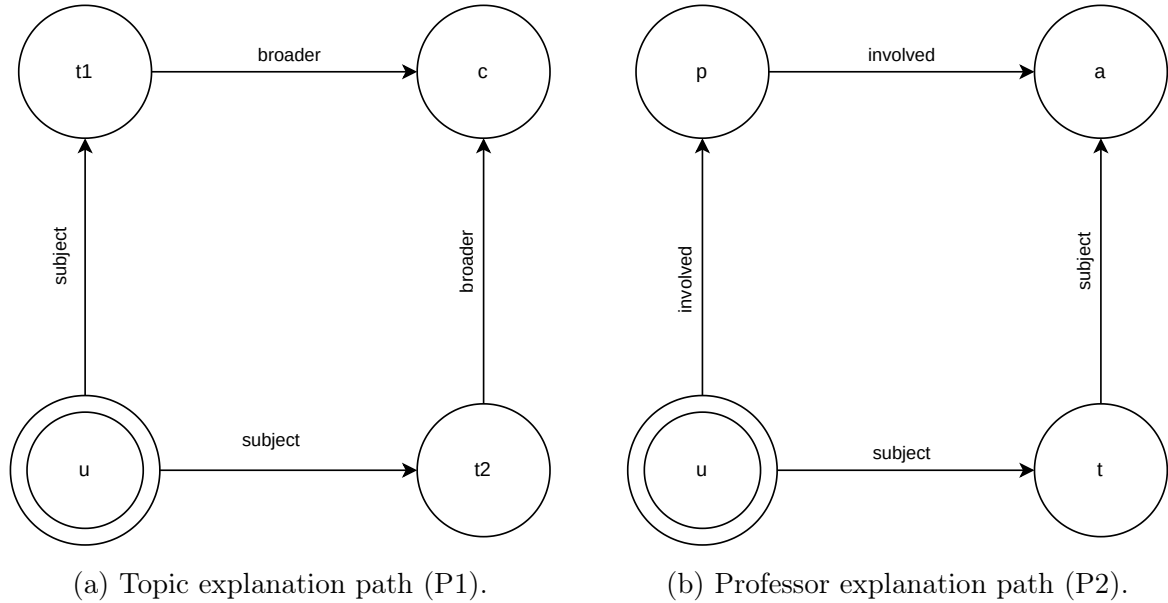 t1
broader
c
subject
broader
u
subject
t2
(a) Topic explanation path (P1).
p
involved
a
involved
subject
u
subject
t
(b) Professor explanation path (P2).